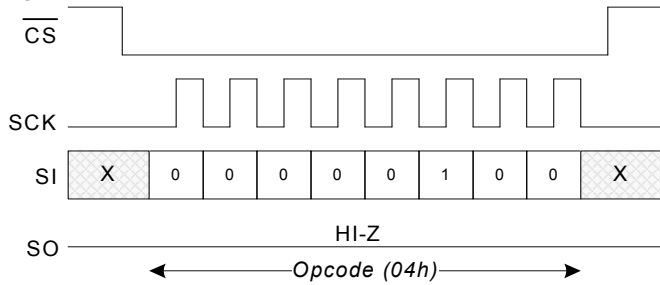 CS
SCK
SI X 0 0 0 0 0 1 0 0 X
HI-Z
SO
Opcode (04h)